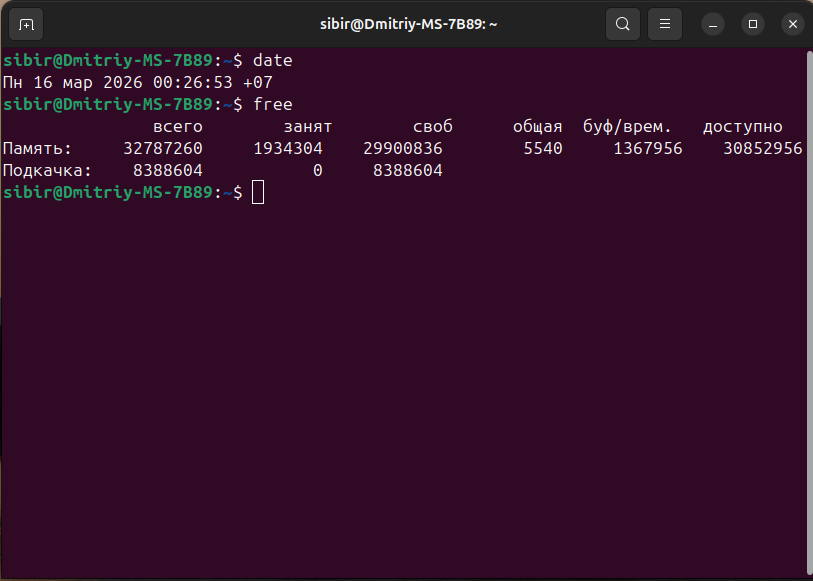 sibir@Dmitriy-MS-7B89: ~
sibir@Dmitriy-MS-7B89:~$ date
Пн 16 мар 2026 00:26:53 +07
sibir@Dmitriy-MS-7B89:~$ free
всего занят своб общая буф/врем. доступно
Память: 32787260 1934304 29900836 5540 1367956 30852956
Подкачка: 8388604 0 8388604
sibir@Dmitriy-MS-7B89:~$